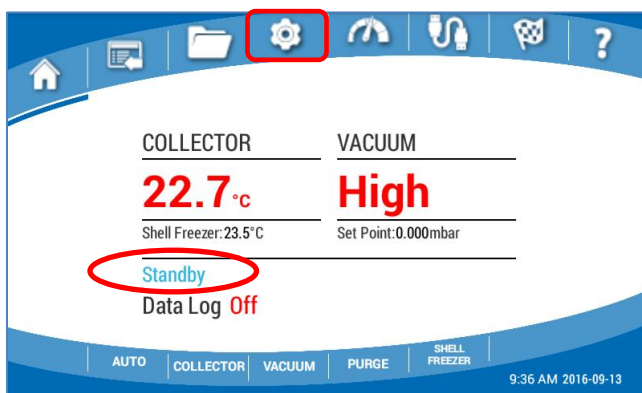 ?
COLLECTOR VACUUM
22.7°C High
Shell Freezer:23.5°C Set Point:0.000mbar
Standby
Data Log Off
AUTO COLLECTOR VACUUM PURGE SHELL FREEZER
9:36 AM 2016-09-13